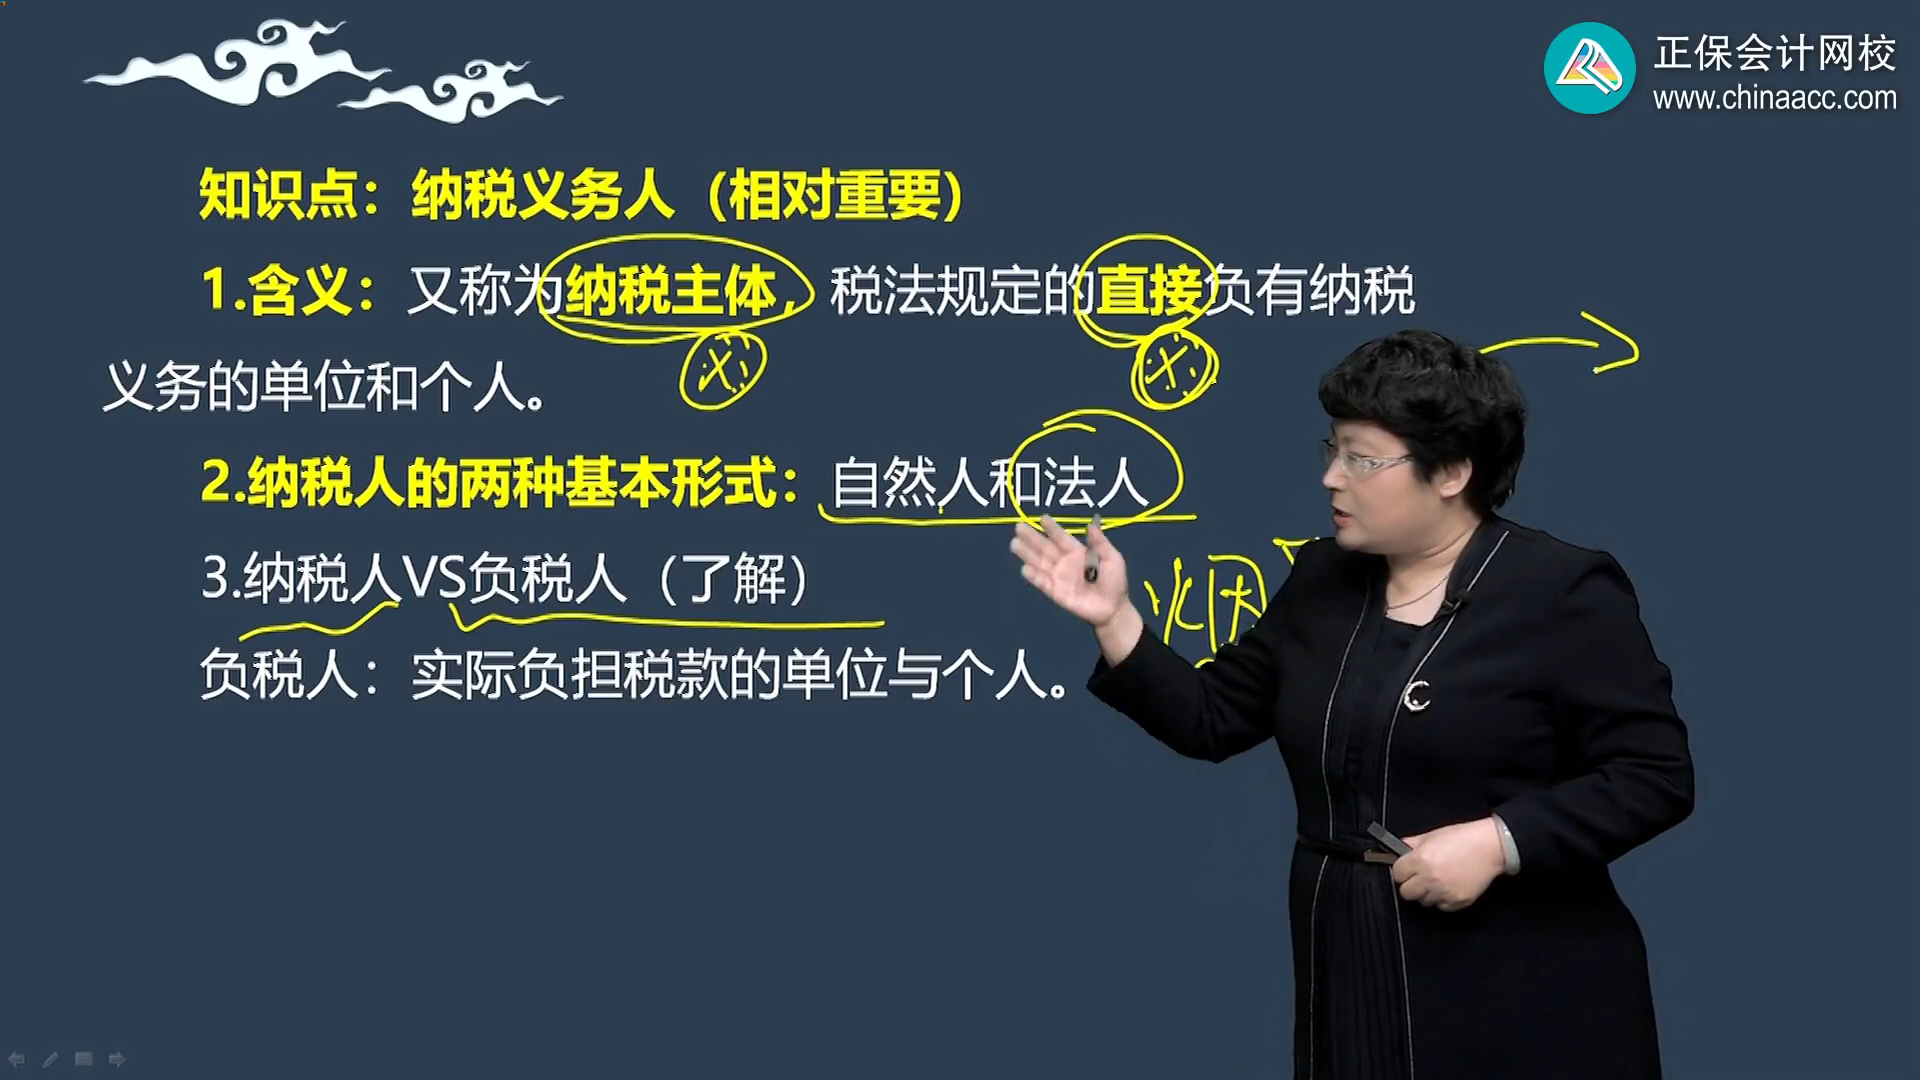 正保会计网校
www.chinaacc.com
知识点：纳税义务人（相对重要）
1.含义：又称为纳税主体，税法规定的直接负有纳税
义务的单位和个人。
2.纳税人的两种基本形式：自然人和法人
3.纳税人VS负税人（了解）
烟
负税人：实际负担税款的单位与个人。